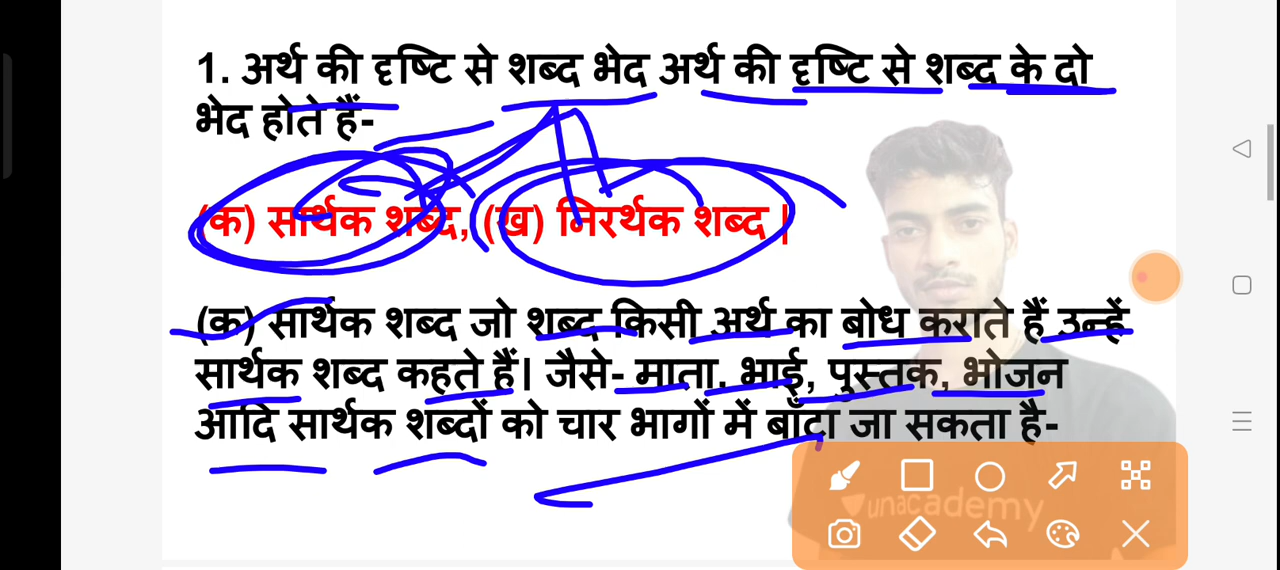 1. अर्थ की दृष्टि से शब्द भेद अर्थ की दृष्टि से शब्द के दो
भेद होते हैं-
(क) सार्थक शब्द, (ख) निरर्थक शब्द |
(क) सार्थक शब्द जो शब्द किसी अर्थ का बोध कराते हैं उन्हें
सार्थक शब्द कहते हैं। जैसे- माता, भाई, पुस्तक, भोजन
आदि सार्थक शब्दों को चार भागों में बाँटा जा सकता है-
unacademy